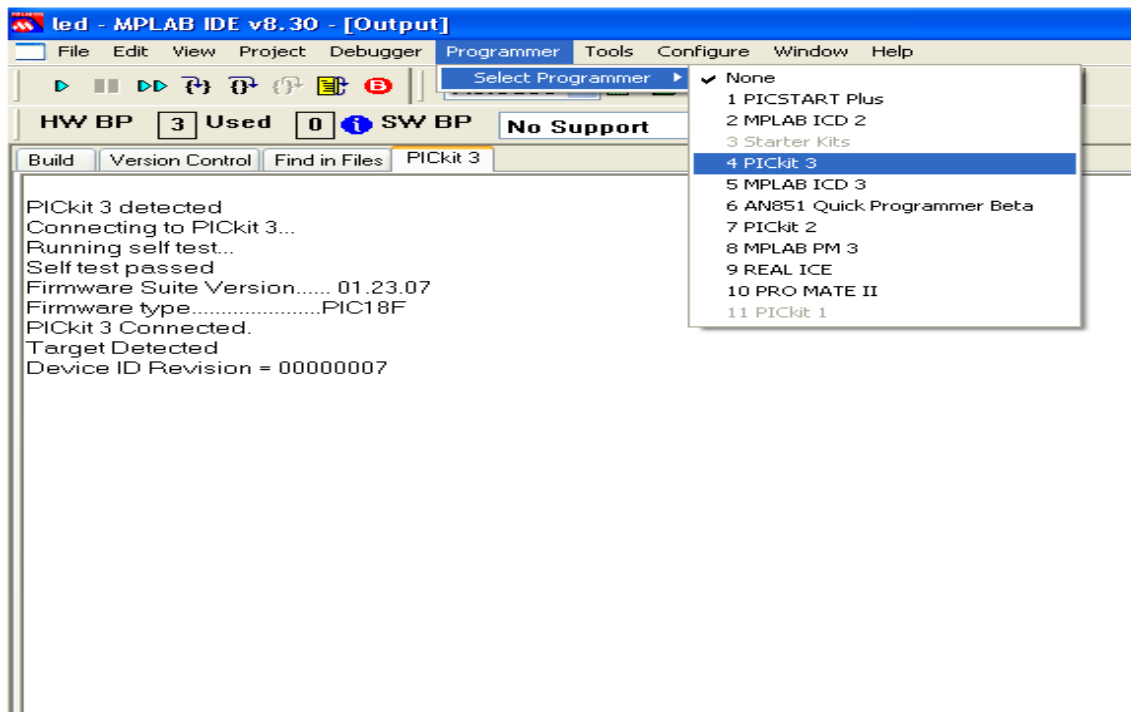 led - MPLAB IDE v8.30 - [Output]
File Edit View Project Debugger Programmer Tools Configure Window Help
Select Programmer
HW BP 3 Used 0 SW BP No Support
Build Version Control Find in Files PICkit 3
None
1 PICSTART Plus
2 MPLAB ICD 2
3 Starter Kits
4 PICkit 3
5 MPLAB ICD 3
6 AN851 Quick Programmer Beta
7 PICkit 2
8 MPLAB PM 3
9 REAL ICE
10 PRO MATE II
11 PICkit 1
PICkit 3 detected
Connecting to PICkit 3...
Running self test...
Self test passed
Firmware Suite Version...... 01.23.07
Firmware type......................PIC18F
PICkit 3 Connected.
Target Detected
Device ID Revision = 00000007